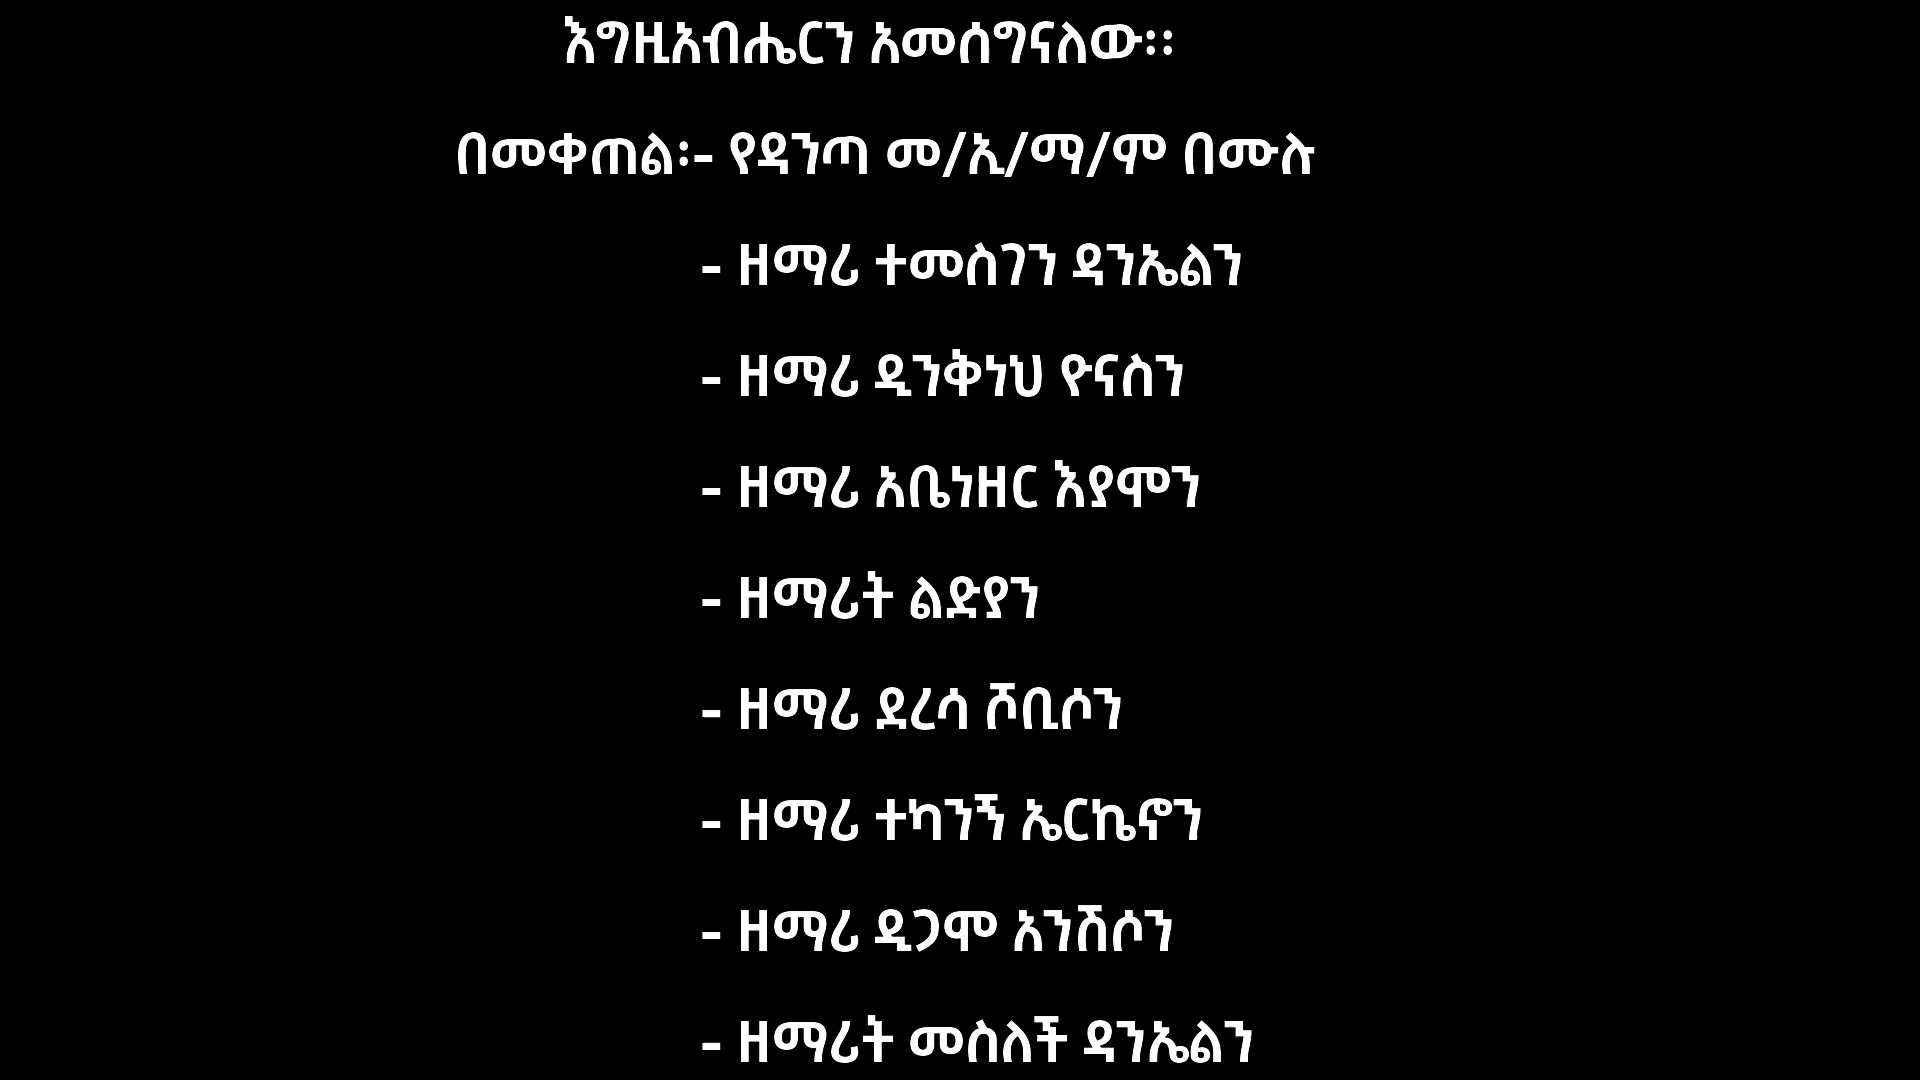 እግዚአብሔርን አመሰግናለው፡፡
በመቀጠል፡- የዳንጣ መ/ኢ/ማ/ም በሙሉ
- ዘማሪ ተመስገን ዳንኤልን
- ዘማሪ ዲንቅነህ ዮናስን
- ዘማሪ አቤነዘር እያሞን
- ዘማሪት ልድያን
- ዘማሪ ደረሳ ሾቢሶን
- ዘማሪ ተካንኝ ኤርኬኖን
- ዘማሪ ዲጋሞ አንሽሶን
- ዘማሪት መስለች ዳንኤልን